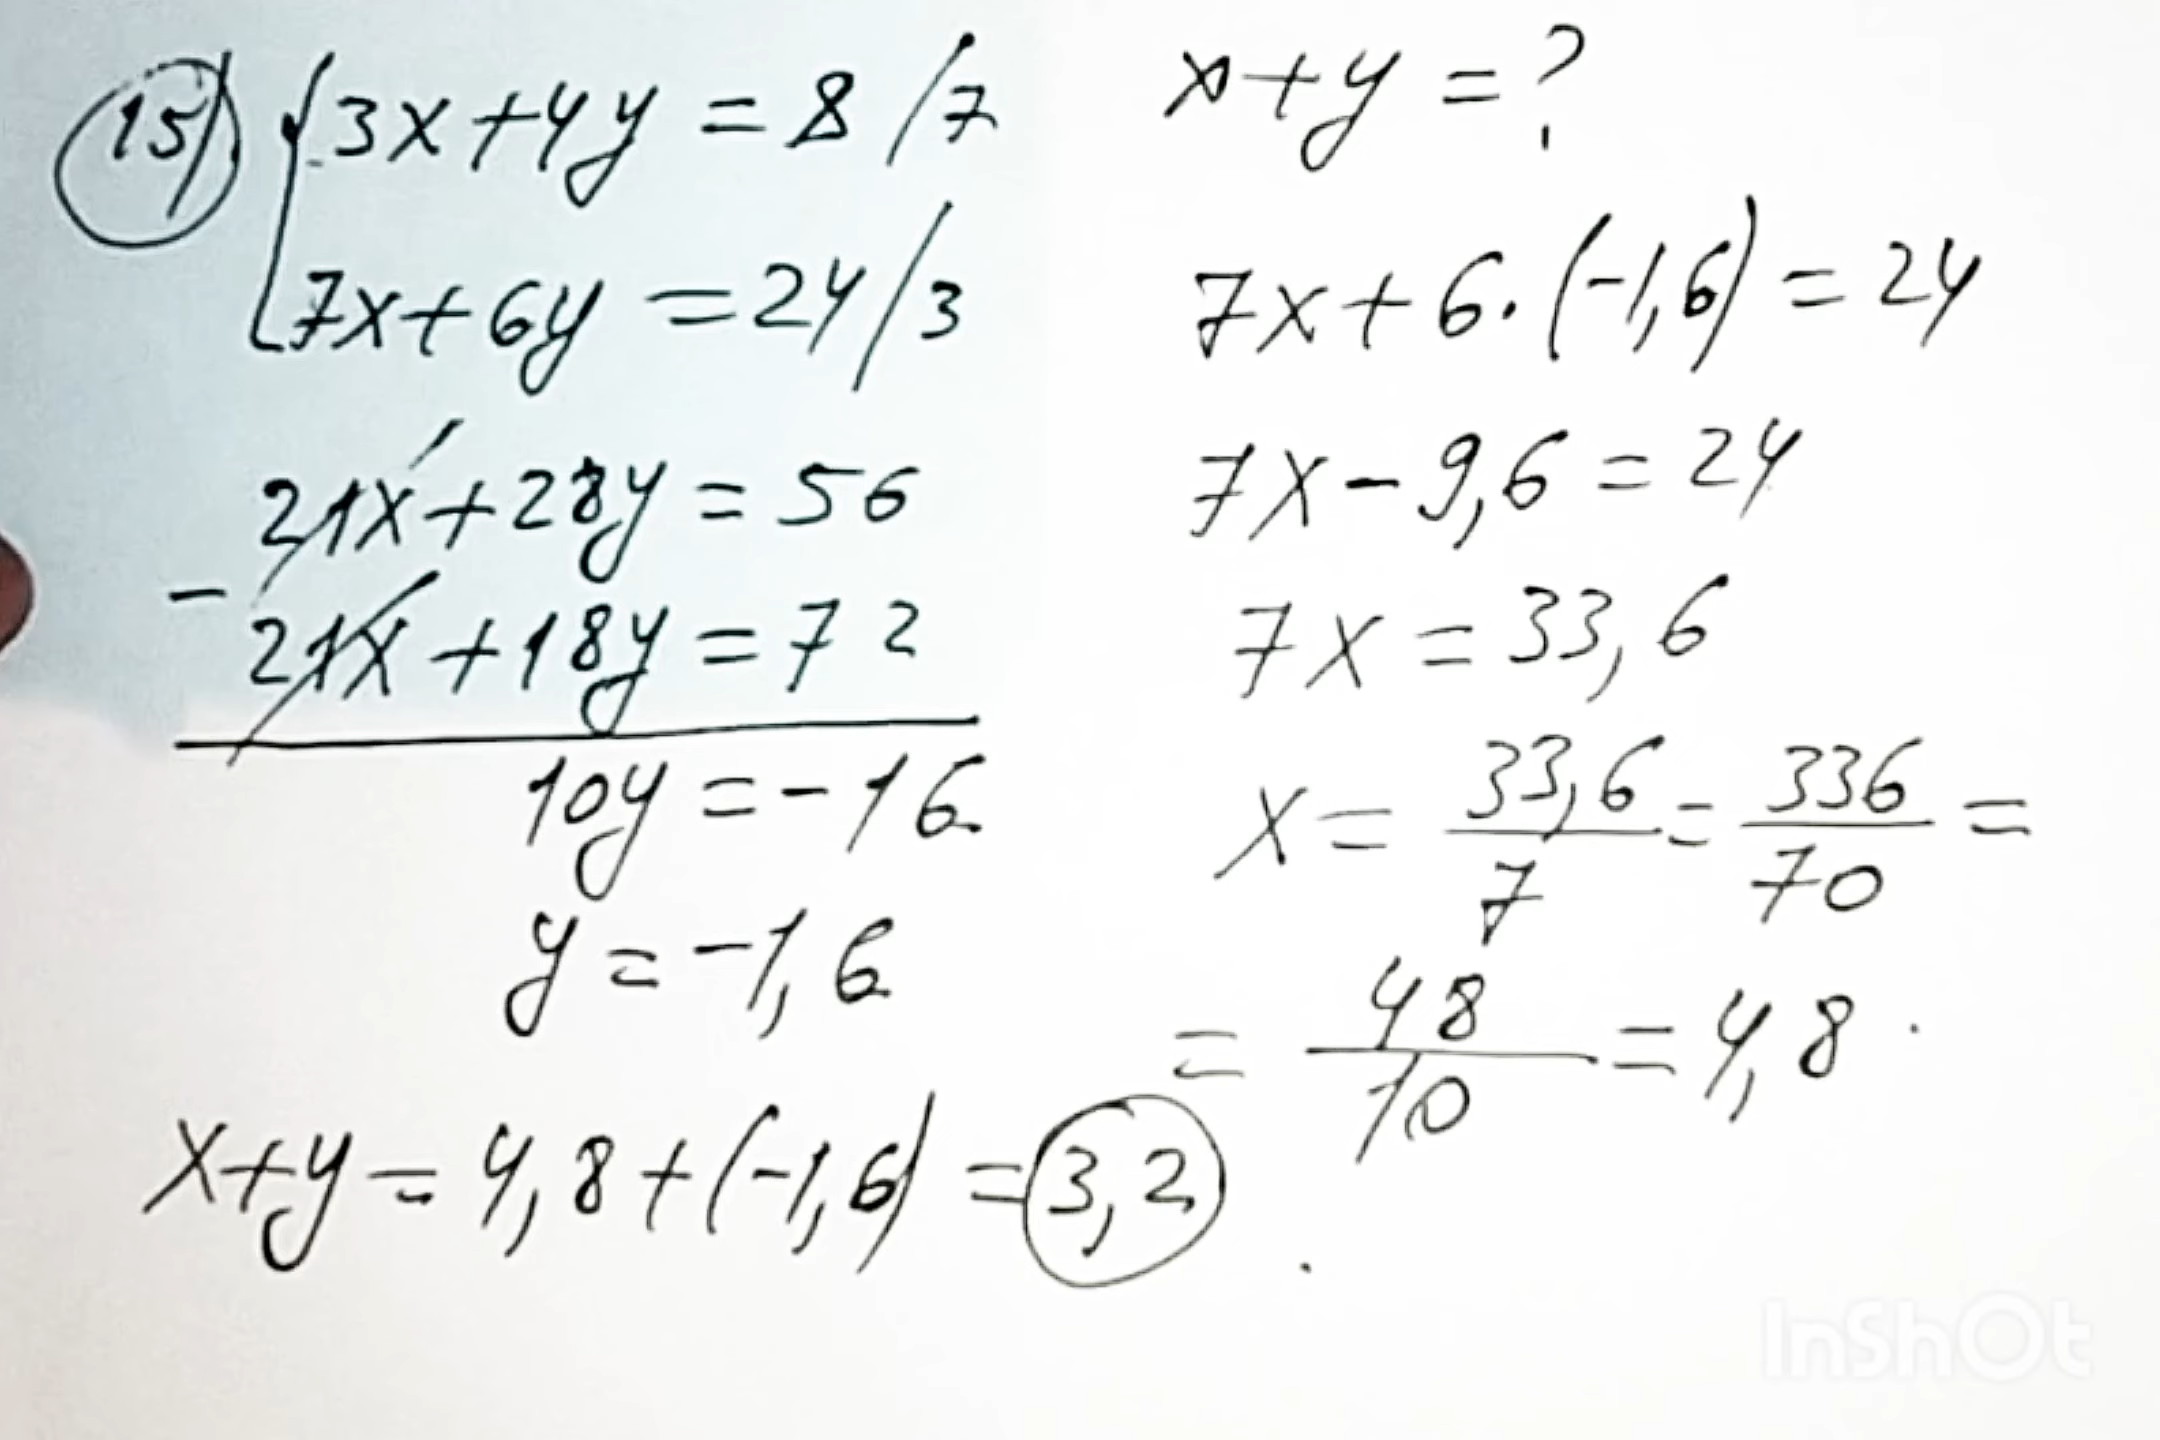 15) 3x+4y=8/7
7x+6y=24/3
21x+28y=56
-
21x+18y=72
10y=-16
y=-1,6
x+y=?
7x+6·(-1,6)=24
7x-9,6=24
7x=33,6
x=33,6/7=336/70=
=48/10=4,8
x+y=4,8+(-1,6)=3,2
InShOt